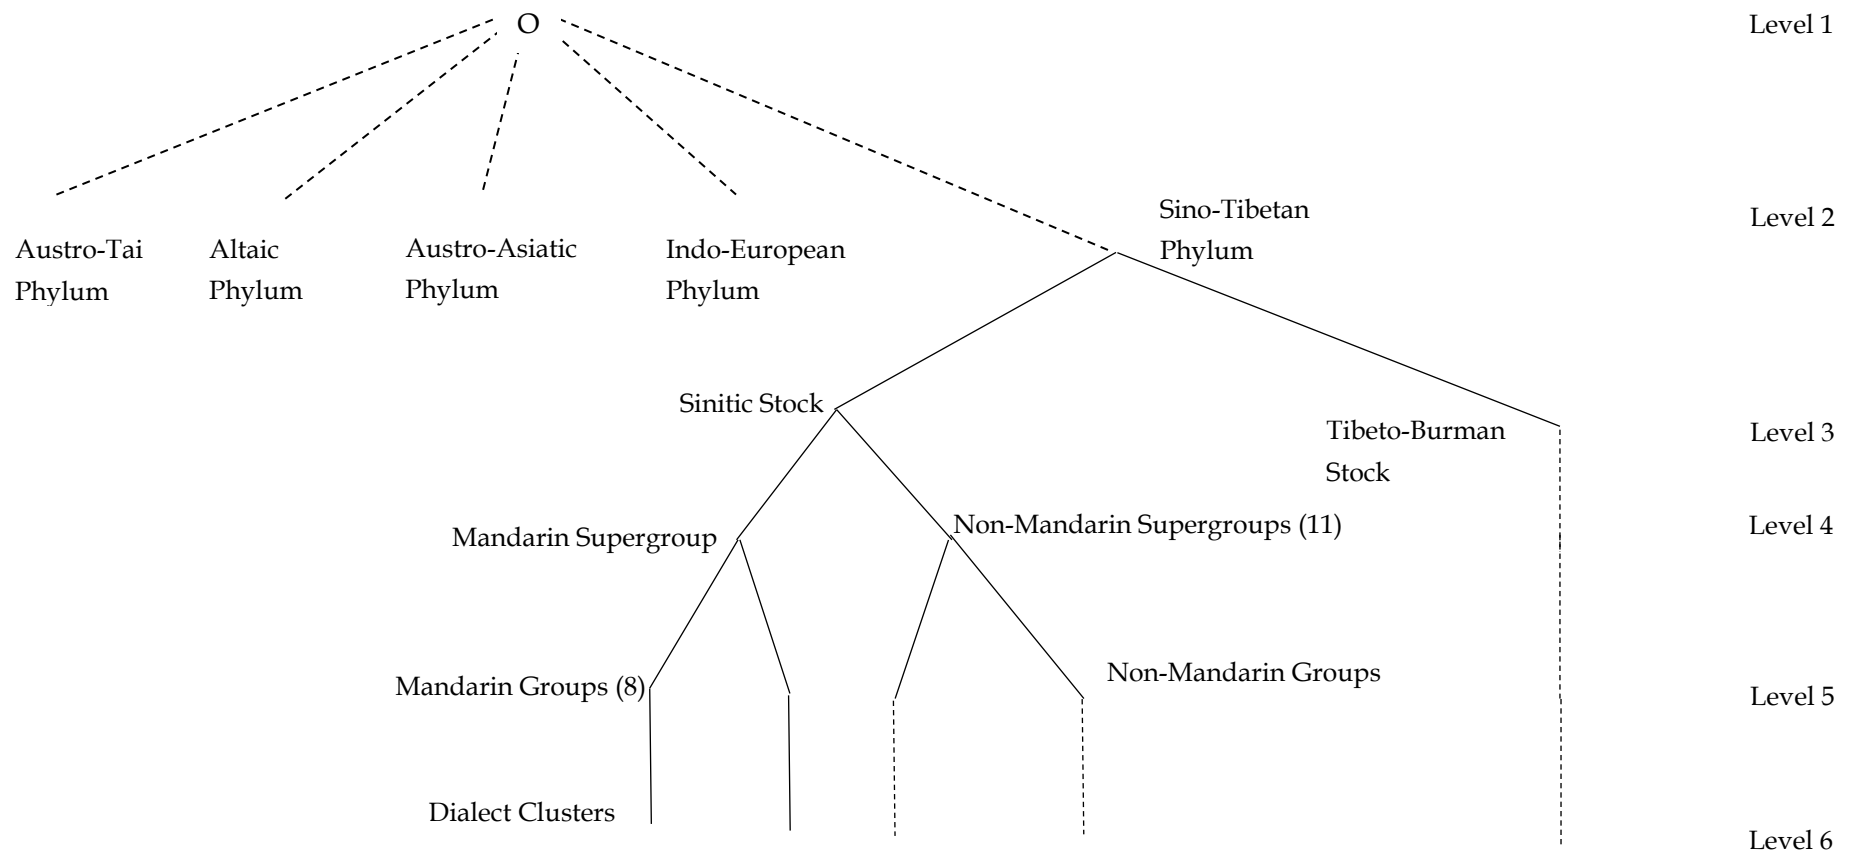 O
Level 1
Sino-Tibetan
Phylum
Level 2
Austro-Tai
Phylum
Altaic
Phylum
Austro-Asiatic
Phylum
Indo-European
Phylum
Sinitic Stock
Tibeto-Burman
Stock
Level 3
Mandarin Supergroup
Non-Mandarin Supergroups (11)
Level 4
Mandarin Groups (8)
Non-Mandarin Groups
Level 5
Dialect Clusters
Level 6